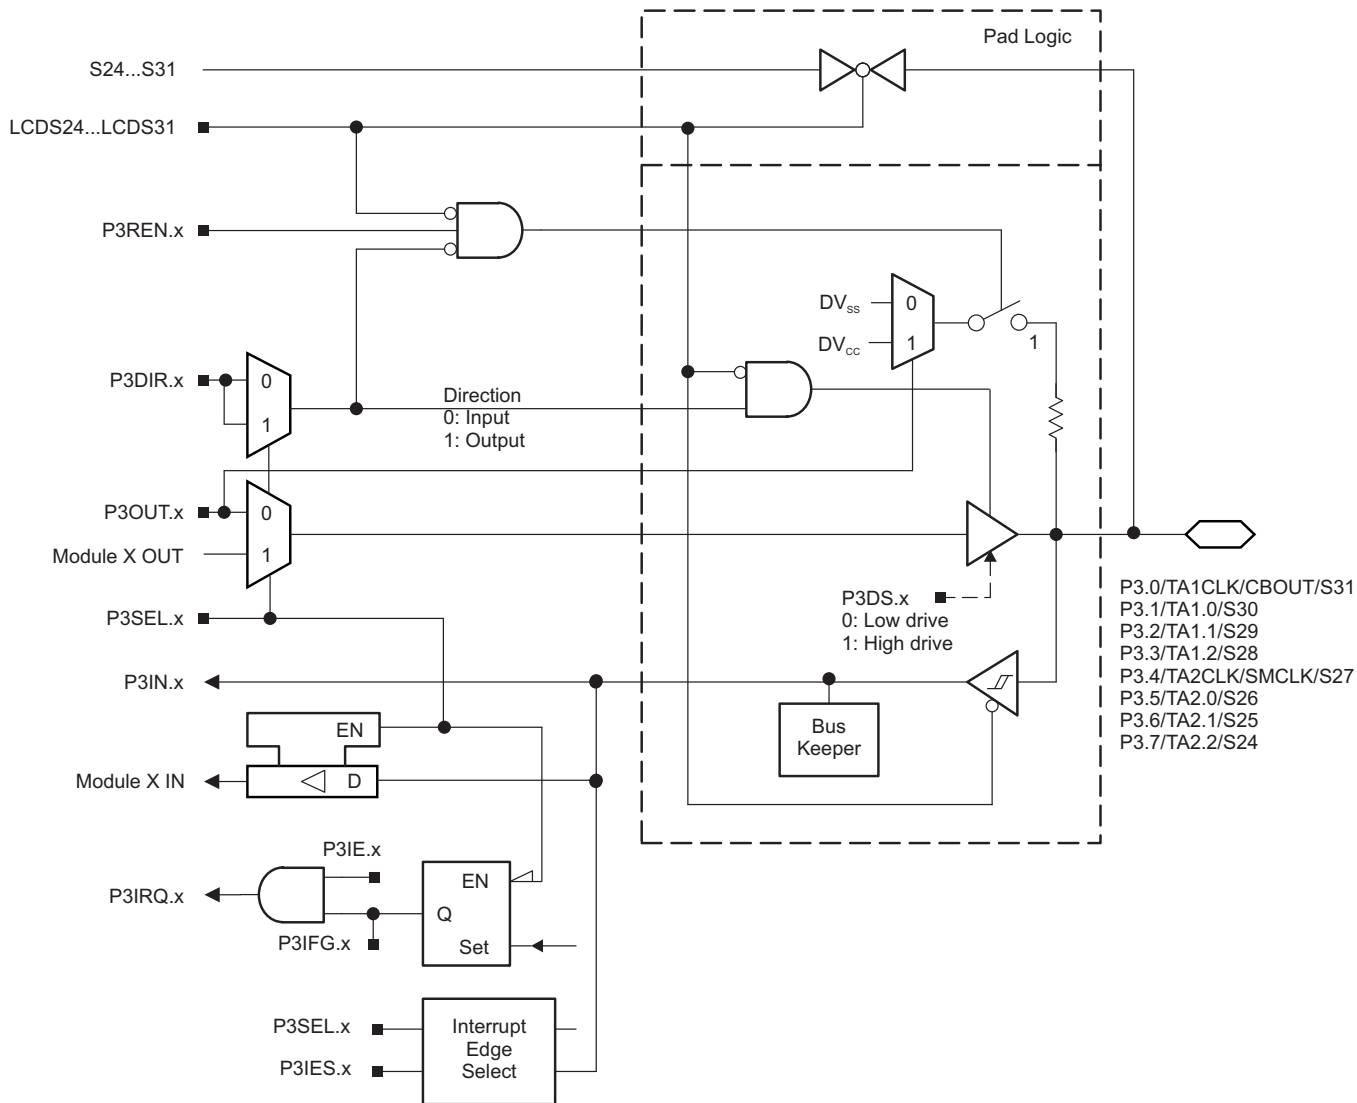 Pad Logic
S24...S31
LCDS24...LCDS31
P3REN.x
DVSS
0
DVCC
1
1
P3DIR.x
0
1
Direction
0: Input
1: Output
P3OUT.x
0
Module X OUT
1
P3DS.x
0: Low drive
1: High drive
P3.0/TA1CLK/CBOUT/S31
P3.1/TA1.0/S30
P3.2/TA1.1/S29
P3.3/TA1.2/S28
P3.4/TA2CLK/SMCLK/S27
P3.5/TA2.0/S26
P3.6/TA2.1/S25
P3.7/TA2.2/S24
P3SEL.x
P3IN.x
Bus
Keeper
EN
Module X IN
D
P3IE.x
P3IRQ.x
EN
Q
P3IFG.x
Set
P3SEL.x
P3IES.x
Interrupt
Edge
Select